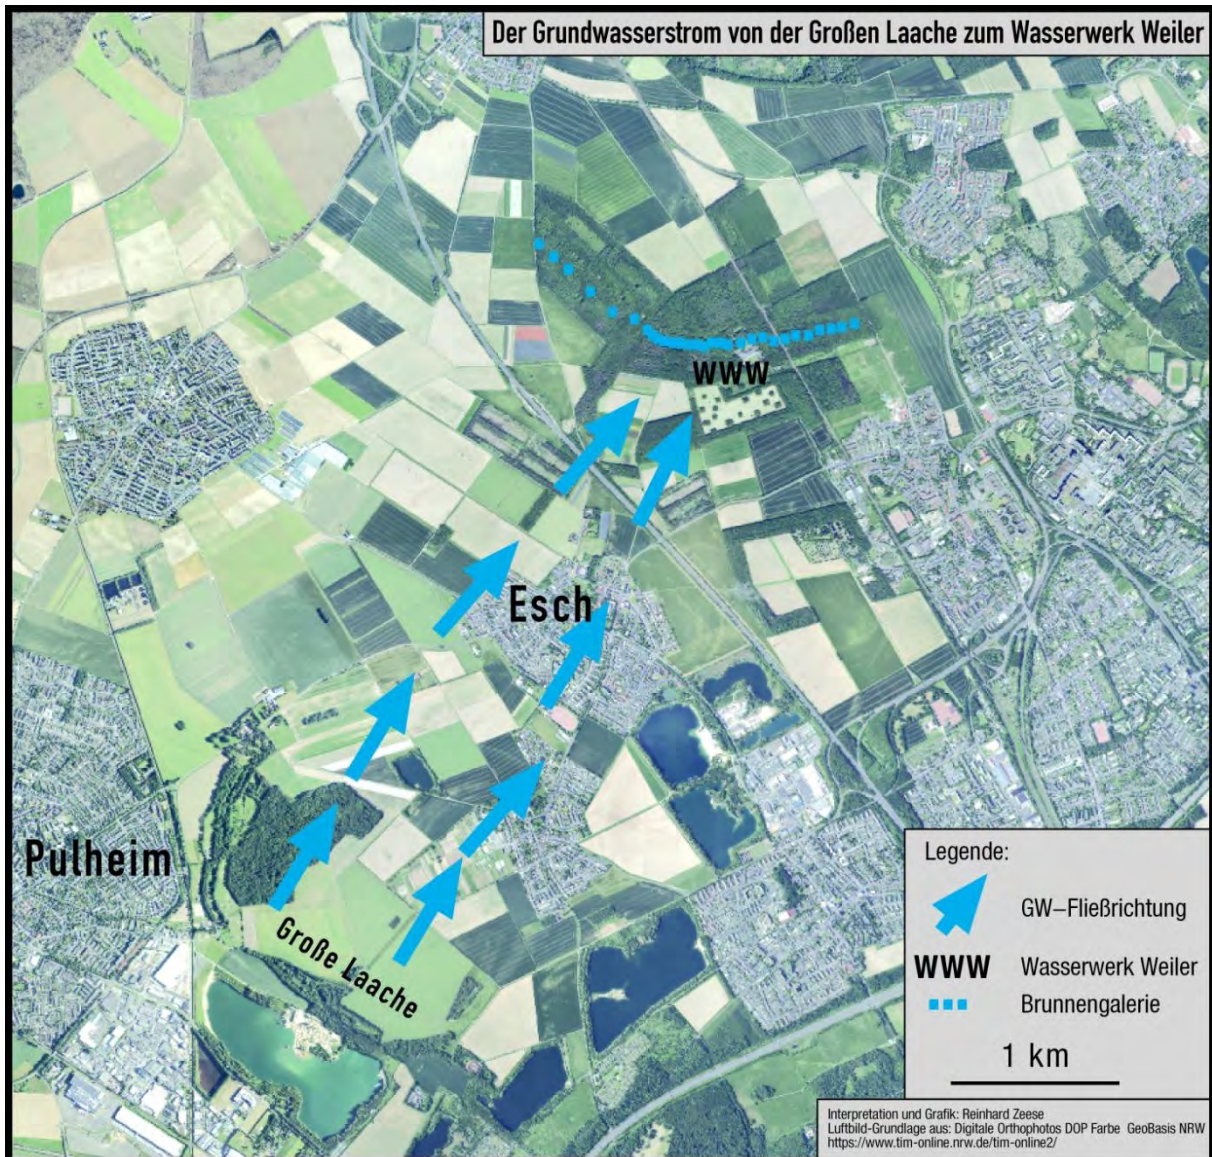 Der Grundwasserstrom von der Großen Laache zum Wasserwerk Weiler
WWW
Esch
Pulheim
Große Laache
Legende:
GW–Fließrichtung
WWW Wasserwerk Weiler
Brunnengalerie
1 km
Interpretation und Grafik: Reinhard Zeese
Luftbild-Grundlage aus: Digitale Orthophotos DOP Farbe GeoBasis NRW
https://www.tim-online.nrw.de/tim-online2/